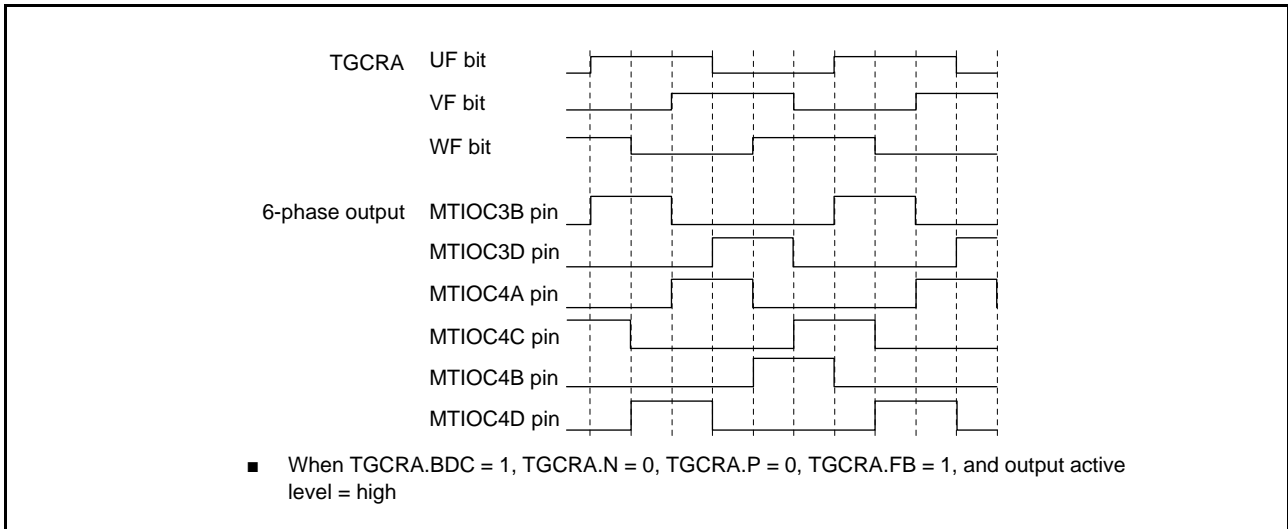 TGCRA UF bit
VF bit
WF bit
6-phase output MTIOC3B pin
MTIOC3D pin
MTIOC4A pin
MTIOC4C pin
MTIOC4B pin
MTIOC4D pin
■ When TGCRA.BDC = 1, TGCRA.N = 0, TGCRA.P = 0, TGCRA.FB = 1, and output active
level = high